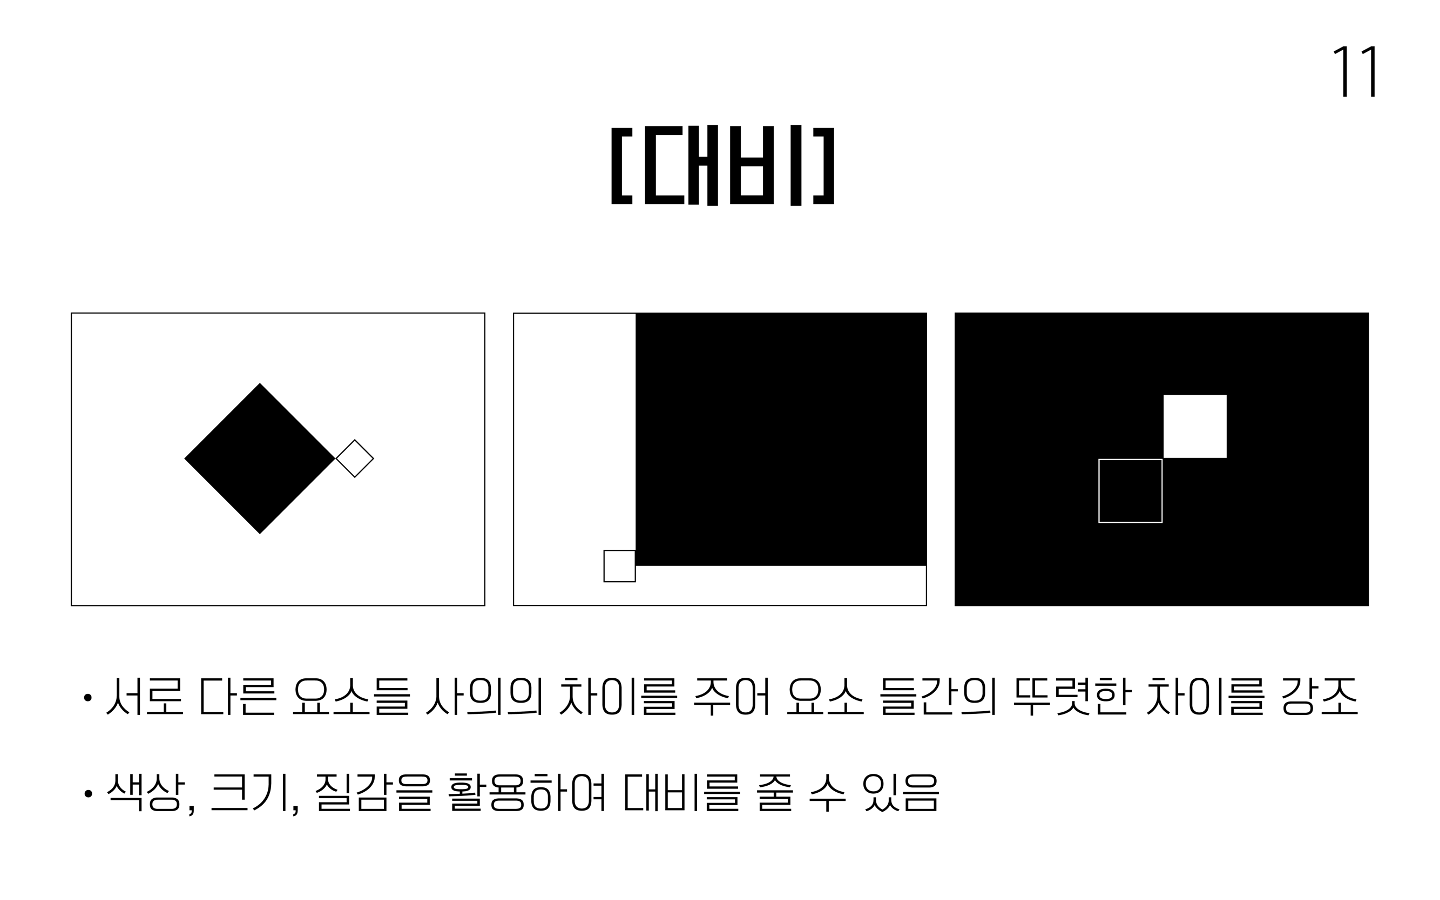 11
[대비]
• 서로 다른 요소들 사의의 차이를 주어 요소 들간의 뚜렷한 차이를 강조
• 색상, 크기, 질감을 활용하여 대비를 줄 수 있음